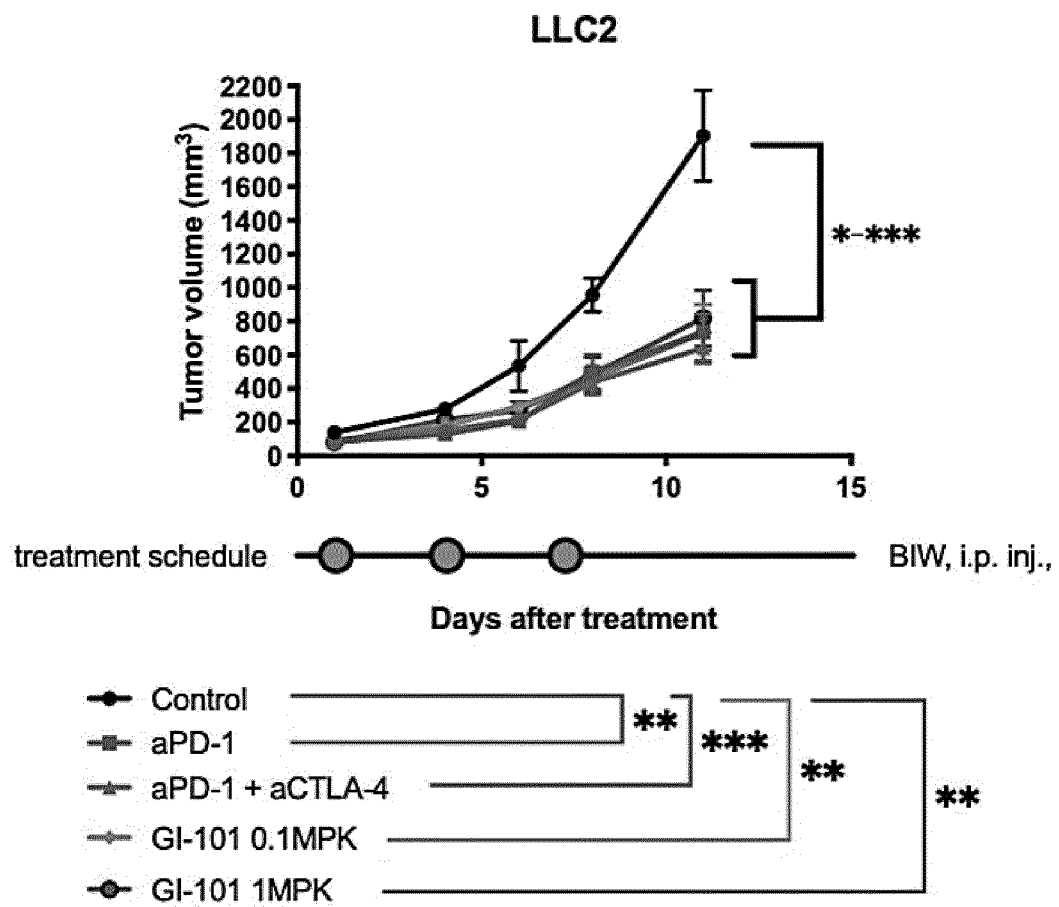 LLC2
Tumor volume (mm³)
2200
2000
1800
1600
1400
1200
1000
800
600
400
200
0
0 5 10 15
*-***
treatment schedule BIW, i.p. inj.,
Days after treatment
Control
aPD-1
aPD-1 + aCTLA-4
GI-101 0.1MPK
GI-101 1MPK
**
***
**
**